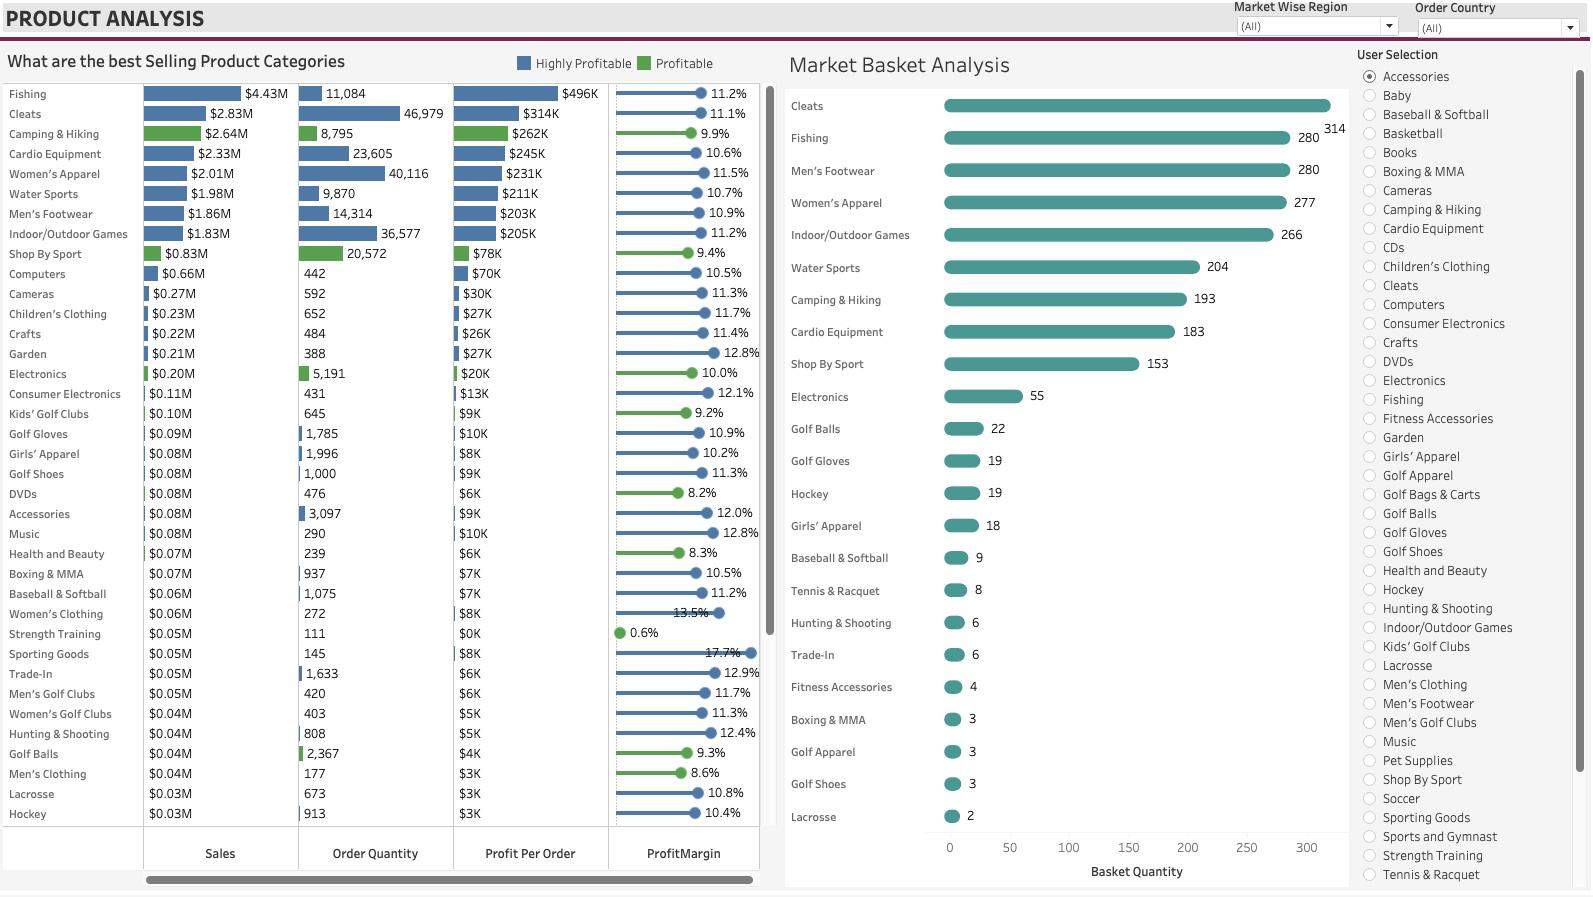 PRODUCT ANALYSIS
Market Wise Region
(All)
Order Country
(All)
What are the best Selling Product Categories
Highly Profitable
Profitable
Fishing $4.43M 11,084 $496K 11.2%
Cleats $2.83M 46,979 $314K 11.1%
Camping & Hiking $2.64M 8,795 $262K 9.9%
Cardio Equipment $2.33M 23,605 $245K 10.6%
Women's Apparel $2.01M 40,116 $231K 11.5%
Water Sports $1.98M 9,870 $211K 10.7%
Men's Footwear $1.86M 14,314 $203K 10.9%
Indoor/Outdoor Games $1.83M 36,577 $205K 11.2%
Shop By Sport $0.83M 20,572 $78K 9.4%
Computers $0.66M 442 $70K 10.5%
Cameras $0.27M 592 $30K 11.3%
Children's Clothing $0.23M 652 $27K 11.7%
Crafts $0.22M 484 $26K 11.4%
Garden $0.21M 388 $27K 12.8%
Electronics $0.20M 5,191 $20K 10.0%
Consumer Electronics $0.11M 431 $13K 12.1%
Kids' Golf Clubs $0.10M 645 $9K 9.2%
Golf Gloves $0.09M 1,785 $10K 10.9%
Girls' Apparel $0.08M 1,996 $8K 10.2%
Golf Shoes $0.08M 1,000 $9K 11.3%
DVDs $0.08M 476 $6K 8.2%
Accessories $0.08M 3,097 $9K 12.0%
Music $0.08M 290 $10K 12.8%
Health and Beauty $0.07M 239 $6K 8.3%
Boxing & MMA $0.07M 937 $7K 10.5%
Baseball & Softball $0.06M 1,075 $7K 11.2%
Women's Clothing $0.06M 272 $8K 13.5%
Strength Training $0.05M 111 $0K 0.6%
Sporting Goods $0.05M 145 $8K 17.7%
Trade-In $0.05M 1,633 $6K 12.9%
Men's Golf Clubs $0.05M 420 $6K 11.7%
Women's Golf Clubs $0.04M 403 $5K 11.3%
Hunting & Shooting $0.04M 808 $5K 12.4%
Golf Balls $0.04M 2,367 $4K 9.3%
Men's Clothing $0.04M 177 $3K 8.6%
Lacrosse $0.03M 673 $3K 10.8%
Hockey $0.03M 913 $3K 10.4%
Sales Order Quantity Profit Per Order ProfitMargin
Market Basket Analysis
Cleats 314
Fishing 280
Men's Footwear 280
Women's Apparel 277
Indoor/Outdoor Games 266
Water Sports 204
Camping & Hiking 193
Cardio Equipment 183
Shop By Sport 153
Electronics 55
Golf Balls 22
Golf Gloves 19
Hockey 19
Girls' Apparel 18
Baseball & Softball 9
Tennis & Racquet 8
Hunting & Shooting 6
Trade-In 6
Fitness Accessories 4
Boxing & MMA 3
Golf Apparel 3
Golf Shoes 3
Lacrosse 2
0 50 100 150 200 250 300
Basket Quantity
User Selection
Accessories
Baby
Baseball & Softball
Basketball
Books
Boxing & MMA
Cameras
Camping & Hiking
Cardio Equipment
CDs
Children's Clothing
Cleats
Computers
Consumer Electronics
Crafts
DVDs
Electronics
Fishing
Fitness Accessories
Garden
Girls' Apparel
Golf Apparel
Golf Bags & Carts
Golf Balls
Golf Gloves
Golf Shoes
Health and Beauty
Hockey
Hunting & Shooting
Indoor/Outdoor Games
Kids' Golf Clubs
Lacrosse
Men's Clothing
Men's Footwear
Men's Golf Clubs
Music
Pet Supplies
Shop By Sport
Soccer
Sporting Goods
Sports and Gymnast
Strength Training
Tennis & Racquet